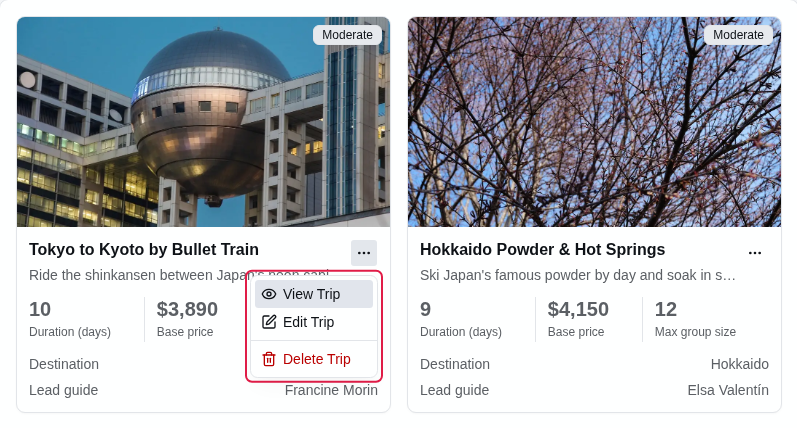 Moderate
Tokyo to Kyoto by Bullet Train
...
Ride the shinkansen between Japan's neon
10
Duration (days)
$3,890
Base price
View Trip
Edit Trip
Delete Trip
Destination
Lead guide
Francine Morin
Moderate
Hokkaido Powder & Hot Springs
...
Ski Japan's famous powder by day and soak in s…
9
Duration (days)
$4,150
Base price
12
Max group size
Destination
Hokkaido
Lead guide
Elsa Valentín